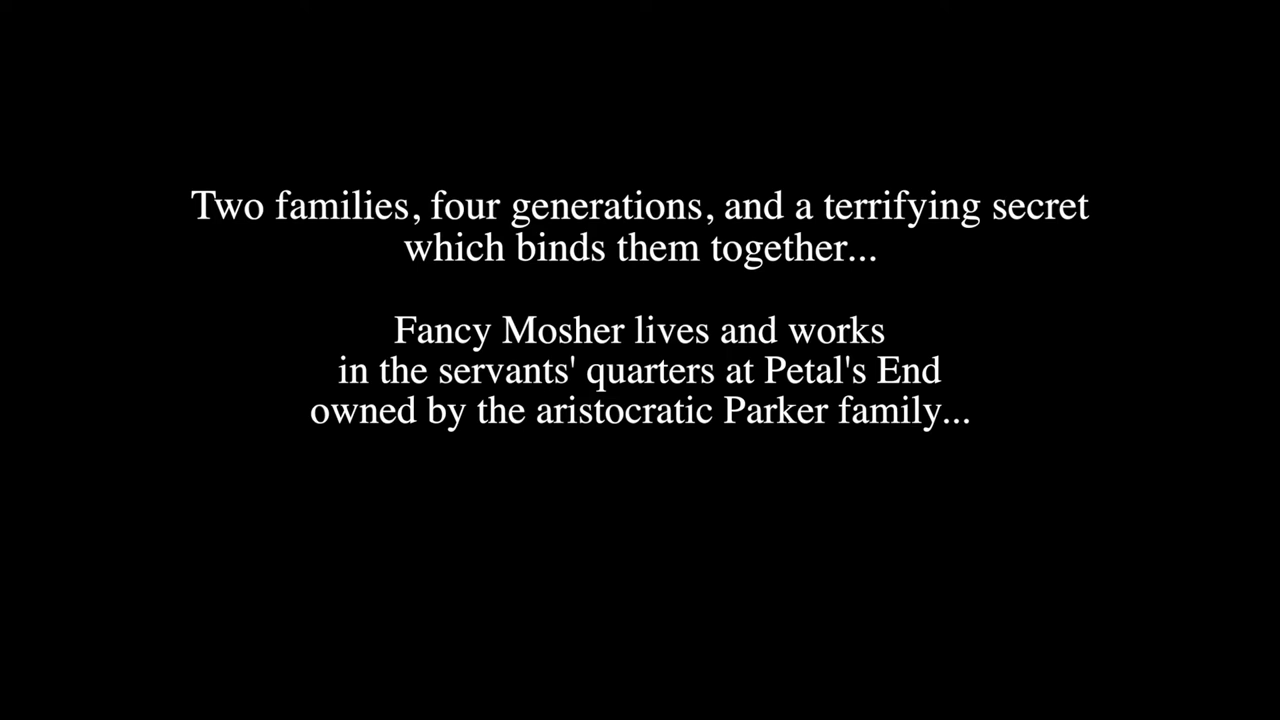 Two families, four generations, and a terrifying secret
which binds them together...
Fancy Mosher lives and works
in the servants' quarters at Petal's End
owned by the aristocratic Parker family...